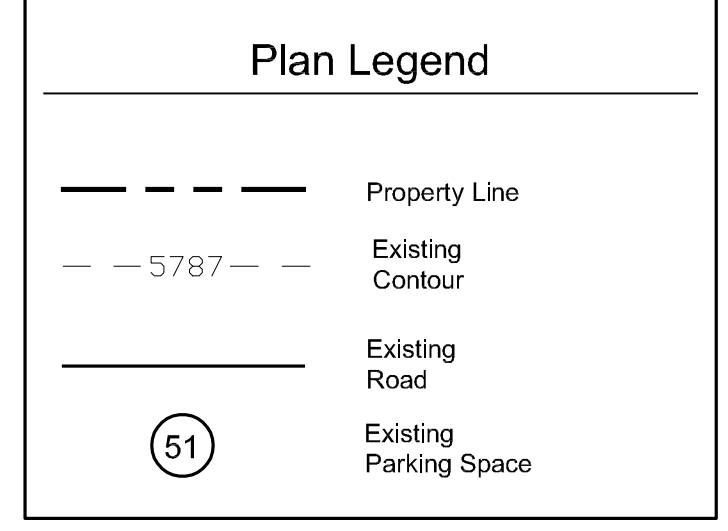 Plan Legend
Property Line
5787
Existing
Contour
Existing
Road
51
Existing
Parking Space